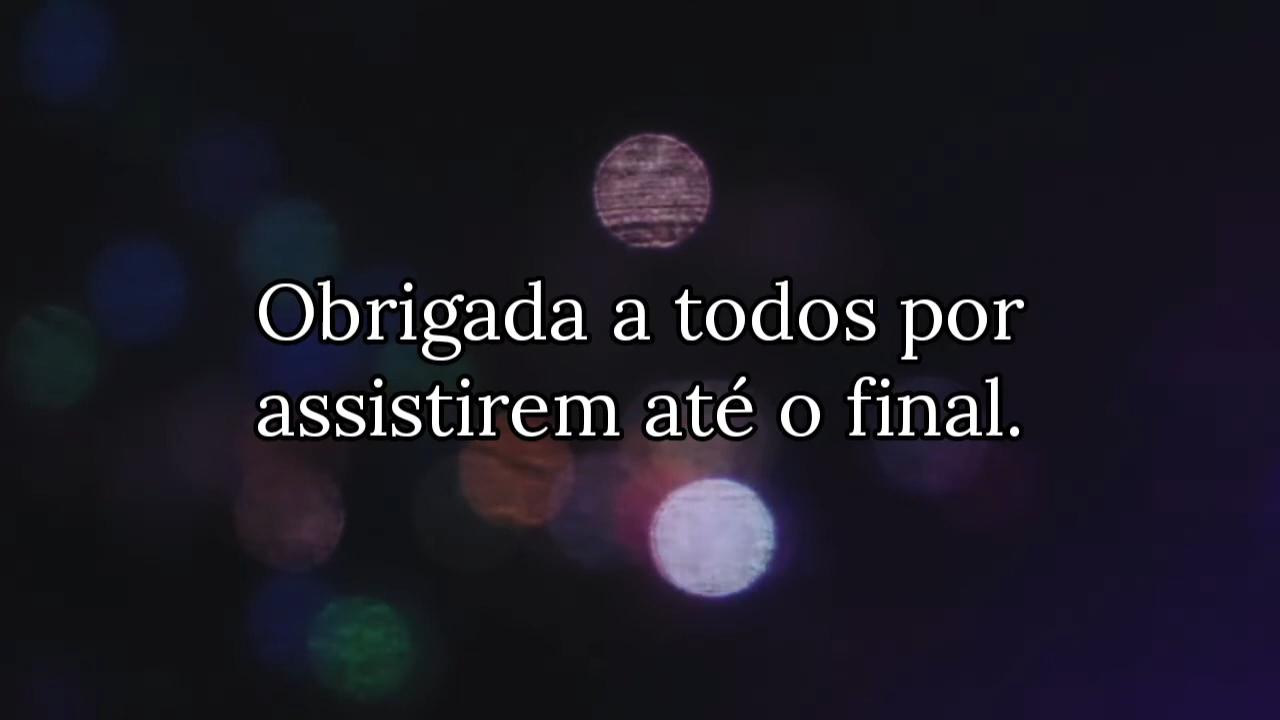 Obrigada a todos por
assistirem até o final.